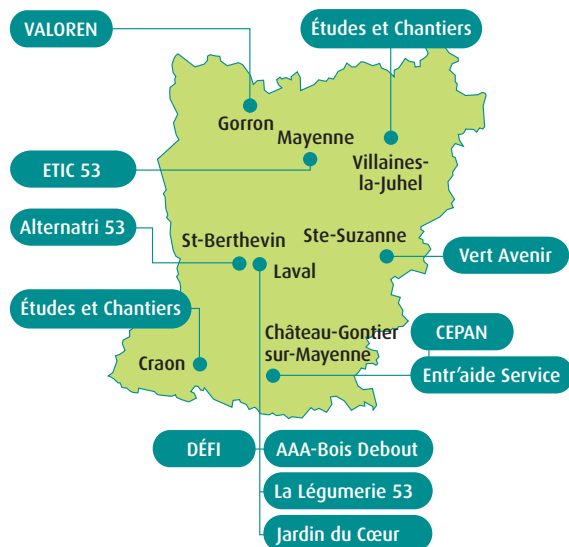 VALOREN
Études et Chantiers
Gorron
Mayenne
Villaines-
la-Juhel
ETIC 53
Alternatri 53
St-Berthevin
Ste-Suzanne
Laval
Vert Avenir
Études et Chantiers
Château-Gontier
sur-Mayenne
CEPAN
Craon
Entr'aide Service
DÉFI
AAA-Bois Debout
La Légumerie 53
Jardin du Cœur